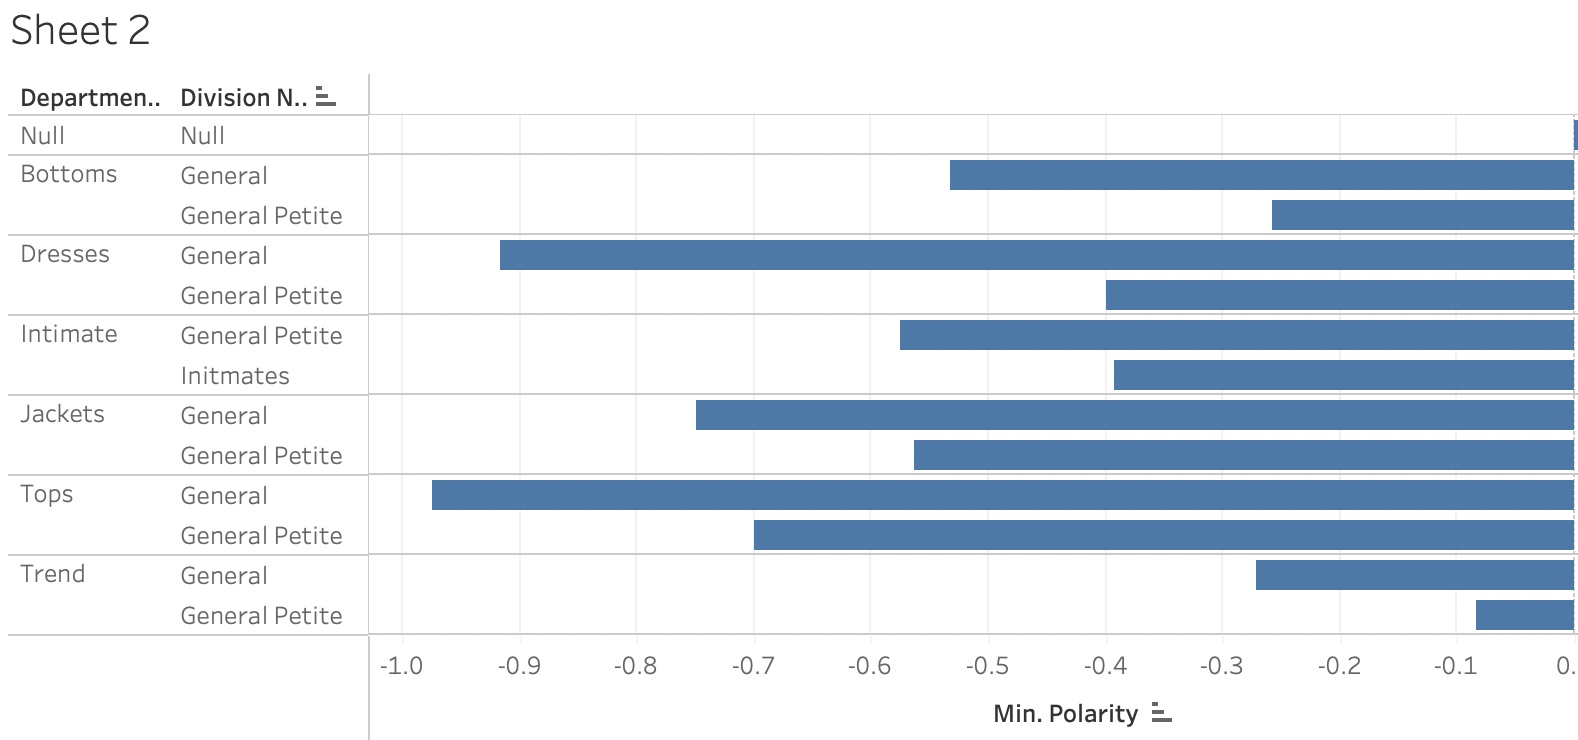 Sheet 2
Departmen.. Division N..
Null Null
Bottoms General
General Petite
Dresses General
General Petite
Intimate General Petite
Initmates
Jackets General
General Petite
Tops General
General Petite
Trend General
General Petite
-1.0 -0.9 -0.8 -0.7 -0.6 -0.5 -0.4 -0.3 -0.2 -0.1 0.
Min. Polarity